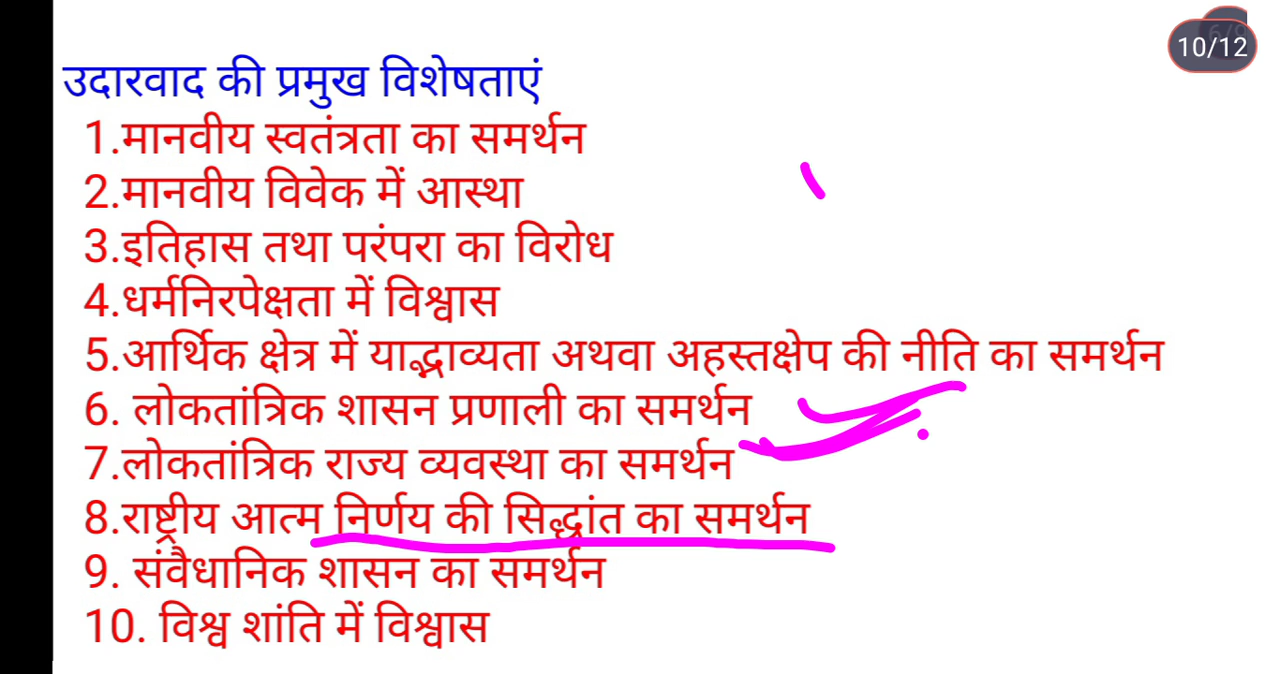 10/12
उदारवाद की प्रमुख विशेषताएं
1.मानवीय स्वतंत्रता का समर्थन
2.मानवीय विवेक में आस्था
3.इतिहास तथा परंपरा का विरोध
4.धर्मनिरपेक्षता में विश्वास
5.आर्थिक क्षेत्र में याद्भाव्यता अथवा अहस्तक्षेप की नीति का समर्थन
6. लोकतांत्रिक शासन प्रणाली का समर्थन
7.लोकतांत्रिक राज्य व्यवस्था का समर्थन
8.राष्ट्रीय आत्म निर्णय की सिद्धांत का समर्थन
9. संवैधानिक शासन का समर्थन
10. विश्व शांति में विश्वास